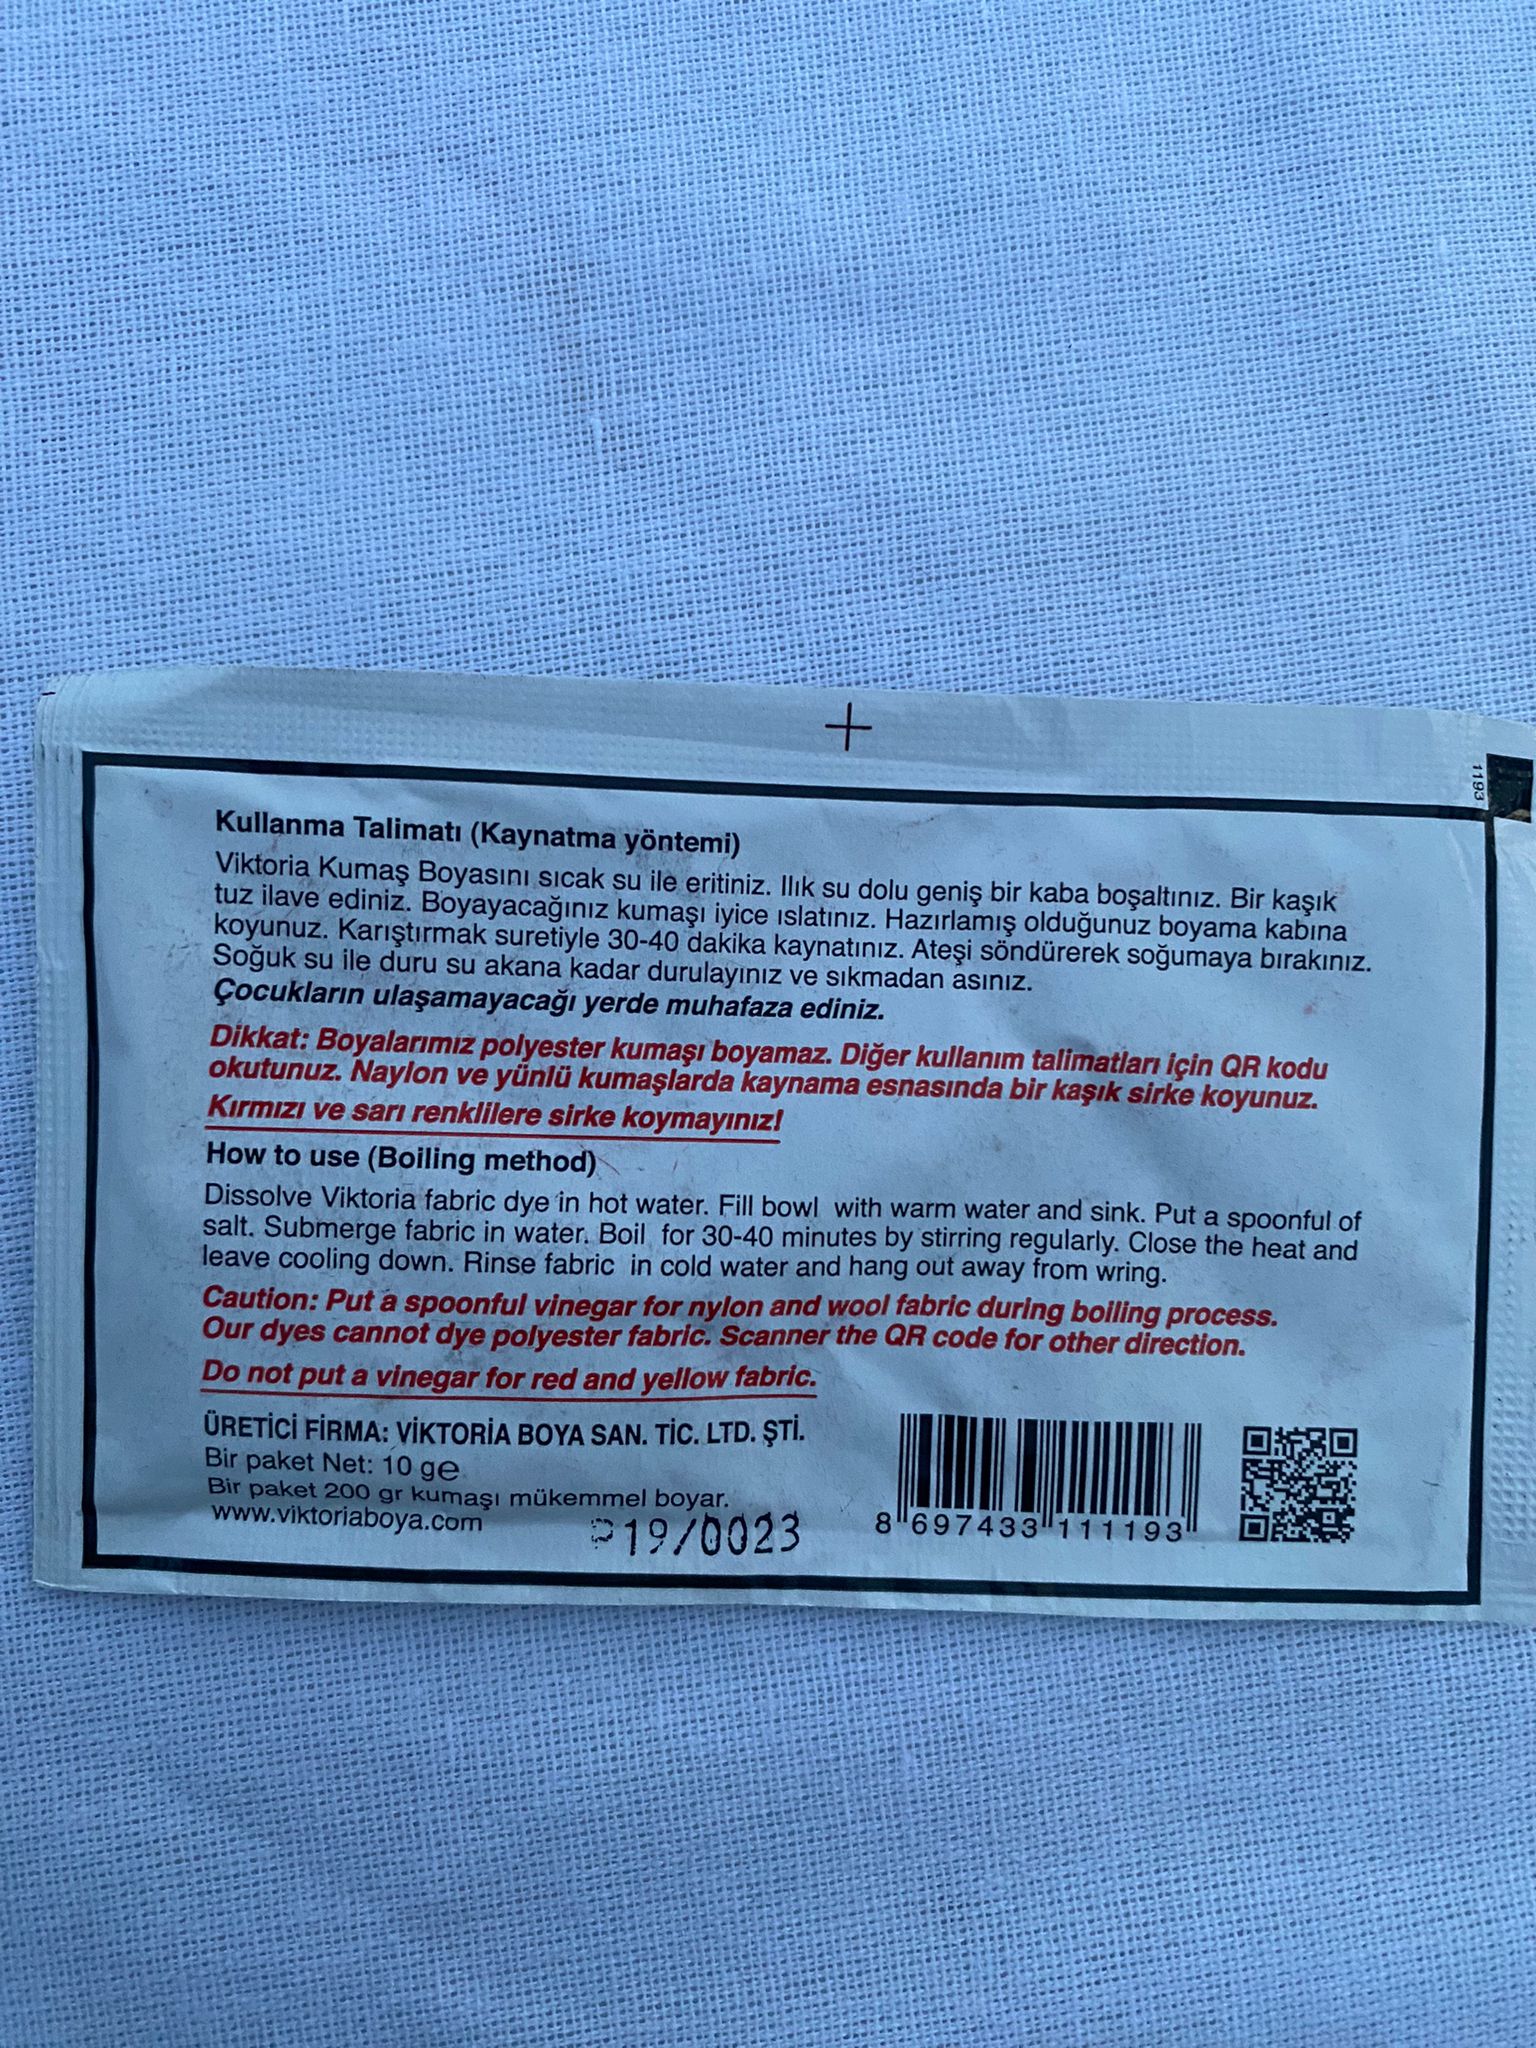 1193
Kullanma Talimatı (Kaynatma yöntemi)
Viktoria Kumaş Boyasını sıcak su ile eritiniz. Ilık su dolu geniş bir kaba boşaltınız. Bir kaşık
tuz ilave ediniz. Boyayacağınız kumaşı iyice ıslatınız. Hazırlamış olduğunuz boyama kabına
koyunuz. Karıştırmak suretiyle 30-40 dakika kaynatınız. Ateşi söndürerek soğumaya bırakınız.
Soğuk su ile duru su akana kadar durulayınız ve sıkmadan asınız.
Çocukların ulaşamayacağı yerde muhafaza ediniz.
Dikkat: Boyalarımız polyester kumaşı boyamaz. Diğer kullanım talimatları için QR kodu
okutunuz. Naylon ve yünlü kumaşlarda kaynama esnasında bir kaşık sirke koyunuz.
Kırmızı ve sarı renklilere sirke koymayınız!
How to use (Boiling method)
Dissolve Viktoria fabric dye in hot water. Fill bowl with warm water and sink. Put a spoonful of
salt. Submerge fabric in water. Boil for 30-40 minutes by stirring regularly. Close the heat and
leave cooling down. Rinse fabric in cold water and hang out away from wring.
Caution: Put a spoonful vinegar for nylon and wool fabric during boiling process.
Our dyes cannot dye polyester fabric. Scanner the QR code for other direction.
Do not put a vinegar for red and yellow fabric.
ÜRETİCİ FİRMA: VİKTORİA BOYA SAN. TİC. LTD. ŞTİ.
Bir paket Net: 10 g℮
Bir paket 200 gr kumaşı mükemmel boyar.
www.viktoriaboya.com
P19/0023
8 697433 111193